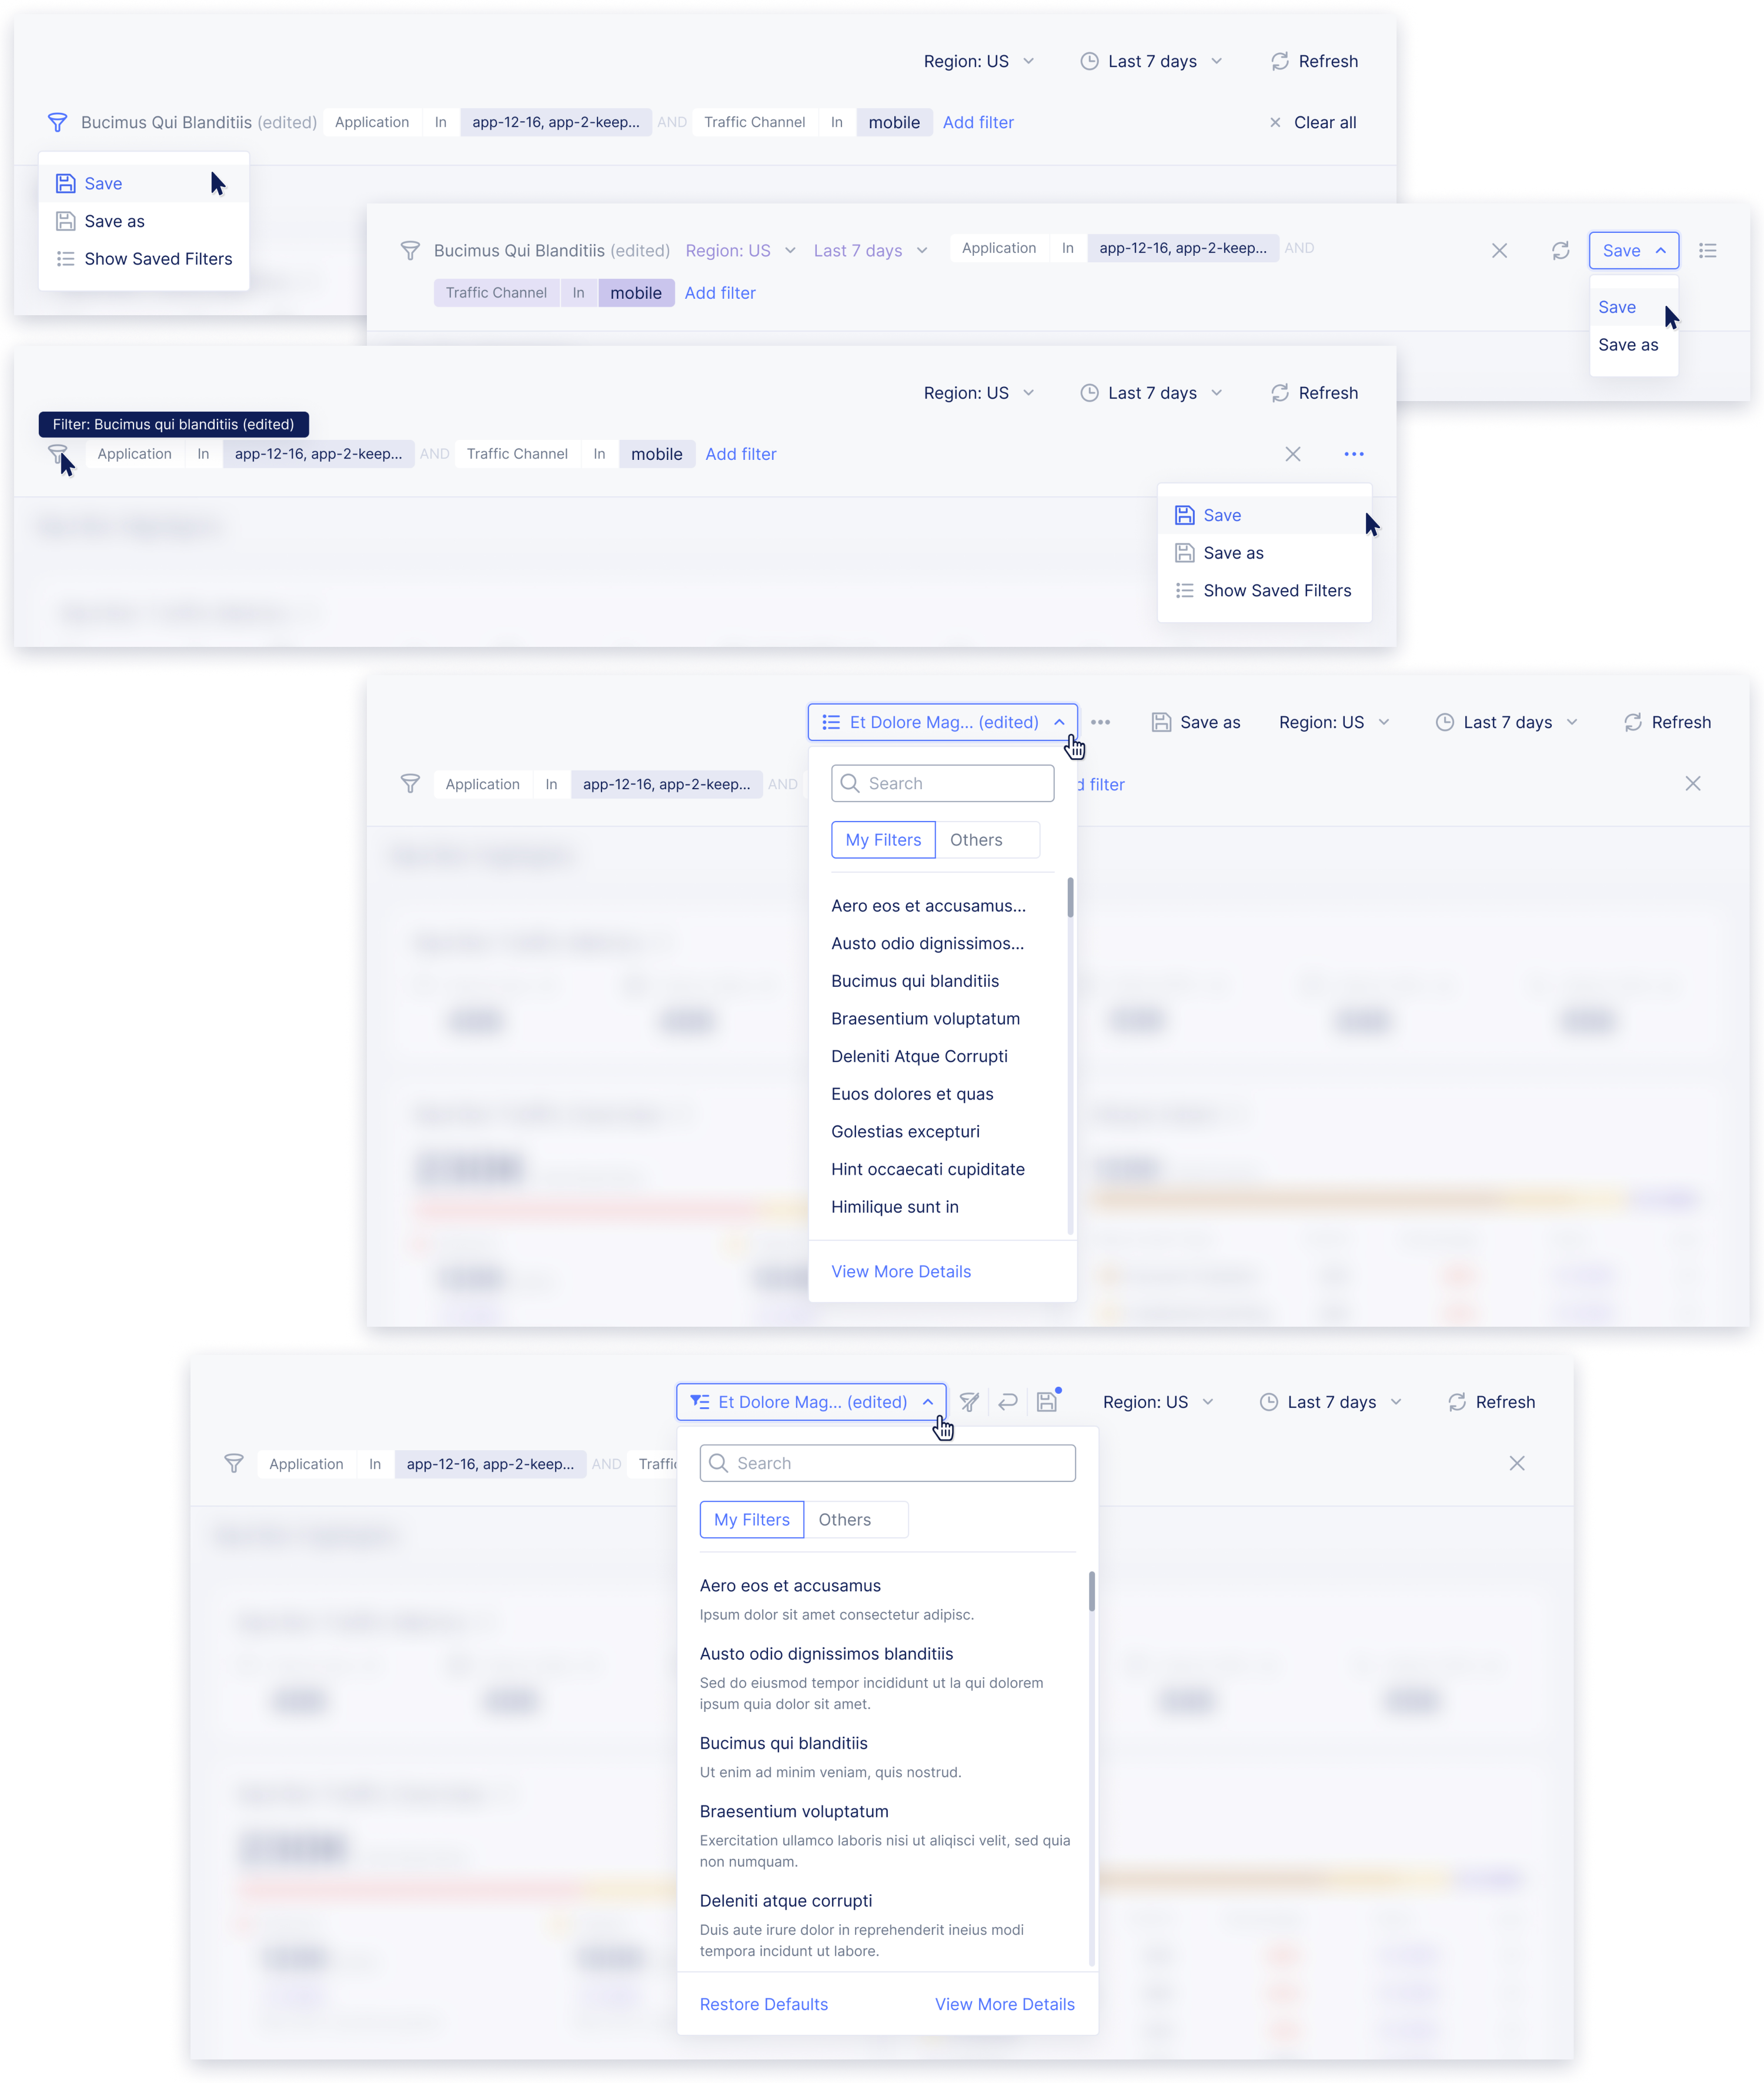 Region: US Last 7 days Refresh
Bucimus Qui Blanditiis (edited) Application In app-12-16, app-2-keep... AND Traffic Channel In mobile Add filter Clear all
Save
Save as
Show Saved Filters
Bucimus Qui Blanditiis (edited) Region: US Last 7 days Application In app-12-16, app-2-keep... AND Save
Traffic Channel In mobile Add filter
Save
Save as
Region: US Last 7 days Refresh
Filter: Bucimus qui blanditiis (edited)
Application In app-12-16, app-2-keep... AND Traffic Channel In mobile Add filter
Save
Save as
Show Saved Filters
Et Dolore Mag... (edited) Save as Region: US Last 7 days Refresh
Application In app-12-16, app-2-keep... AND d filter
Search
My Filters Others
Aero eos et accusamus...
Austo odio dignissimos...
Bucimus qui blanditiis
Braesentium voluptatum
Deleniti Atque Corrupti
Euos dolores et quas
Golestias excepturi
Hint occaecati cupiditate
Himilique sunt in
View More Details
Et Dolore Mag... (edited) Region: US Last 7 days Refresh
Application In app-12-16, app-2-keep... AND Traffic
Search
My Filters Others
Aero eos et accusamus
Ipsum dolor sit amet consectetur adipisc.
Austo odio dignissimos blanditiis
Sed do eiusmod tempor incididunt ut la qui dolorem
ipsum quia dolor sit amet.
Bucimus qui blanditiis
Ut enim ad minim veniam, quis nostrud.
Braesentium voluptatum
Exercitation ullamco laboris nisi ut aliqisci velit, sed quia
non numquam.
Deleniti atque corrupti
Duis aute irure dolor in reprehenderit ineius modi
tempora incidunt ut labore.
Restore Defaults View More Details